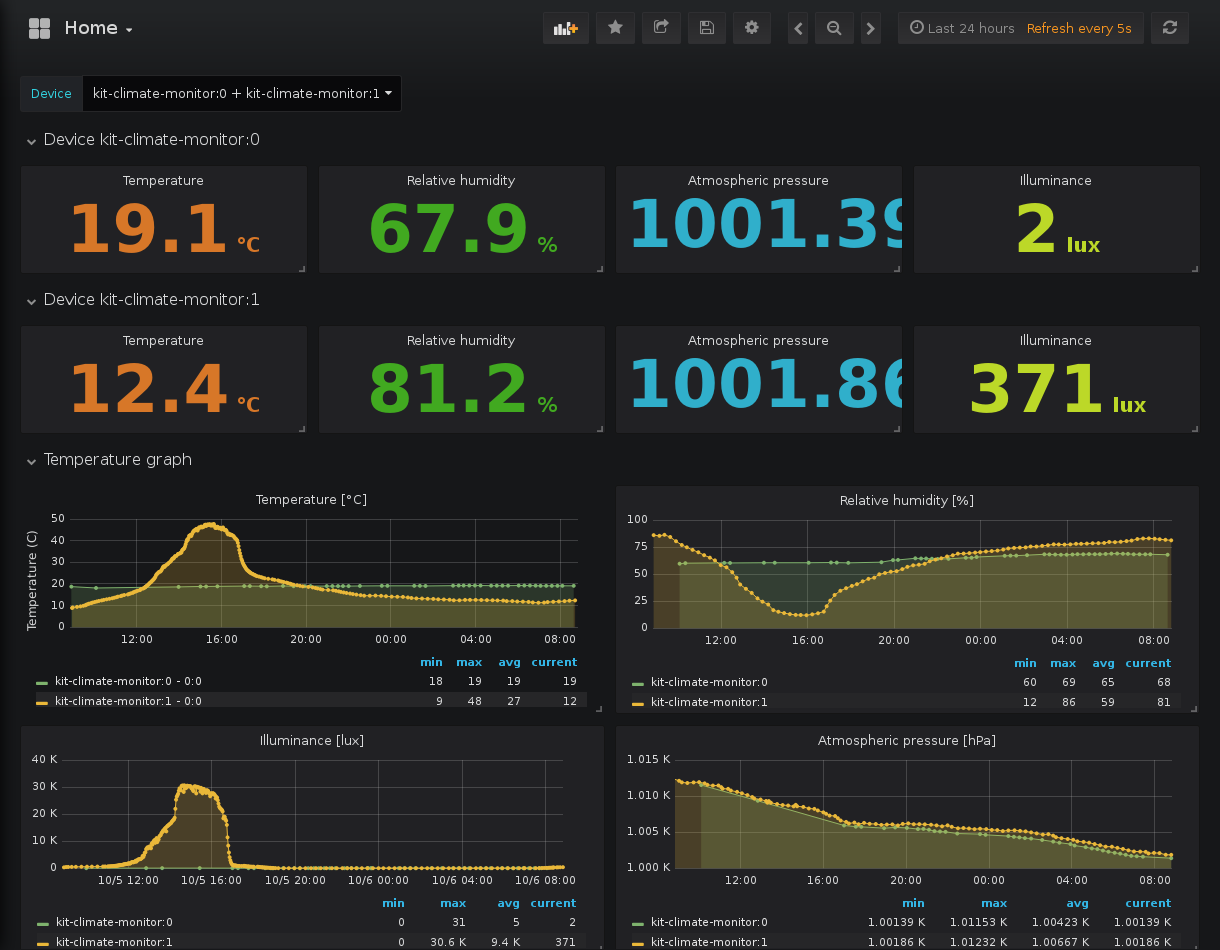 Home
Last 24 hours Refresh every 5s
Device kit-climate-monitor:0 + kit-climate-monitor:1
Device kit-climate-monitor:0
Temperature Relative humidity Atmospheric pressure Illuminance
19.1 °C 67.9 % 1001.39 2 lux
Device kit-climate-monitor:1
Temperature Relative humidity Atmospheric pressure Illuminance
12.4 °C 81.2 % 1001.86 371 lux
Temperature graph
Temperature [°C]
Temperature (C)
50
40
30
20
10
0
12:00 16:00 20:00 00:00 04:00 08:00
min max avg current
kit-climate-monitor:0 - 0:0 18 19 19 19
kit-climate-monitor:1 - 0:0 9 48 27 12
Relative humidity [%]
100
75
50
25
0
12:00 16:00 20:00 00:00 04:00 08:00
min max avg current
kit-climate-monitor:0 60 69 65 68
kit-climate-monitor:1 12 86 59 81
Illuminance [lux]
40 K
30 K
20 K
10 K
0
10/5 12:00 10/5 16:00 10/5 20:00 10/6 00:00 10/6 04:00 10/6 08:00
min max avg current
kit-climate-monitor:0 0 31 5 2
kit-climate-monitor:1 0 30.6 K 9.4 K 371
Atmospheric pressure [hPa]
1.015 K
1.010 K
1.005 K
1.000 K
12:00 16:00 20:00 00:00 04:00 08:00
min max avg current
kit-climate-monitor:0 1.00139 K 1.01153 K 1.00423 K 1.00139 K
kit-climate-monitor:1 1.00186 K 1.01232 K 1.00667 K 1.00186 K